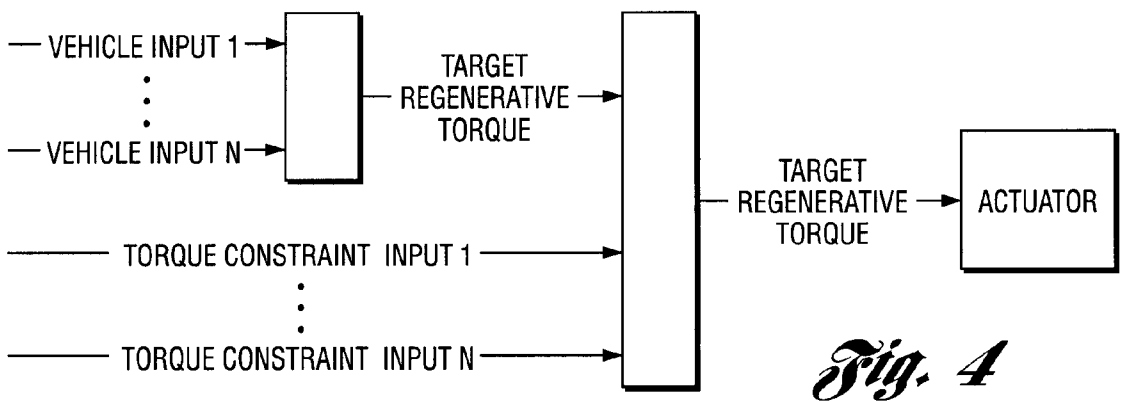 VEHICLE INPUT 1
VEHICLE INPUT N
TARGET
REGENERATIVE
TORQUE
TORQUE CONSTRAINT INPUT 1
TORQUE CONSTRAINT INPUT N
TARGET
REGENERATIVE
TORQUE
ACTUATOR
Fig. 4